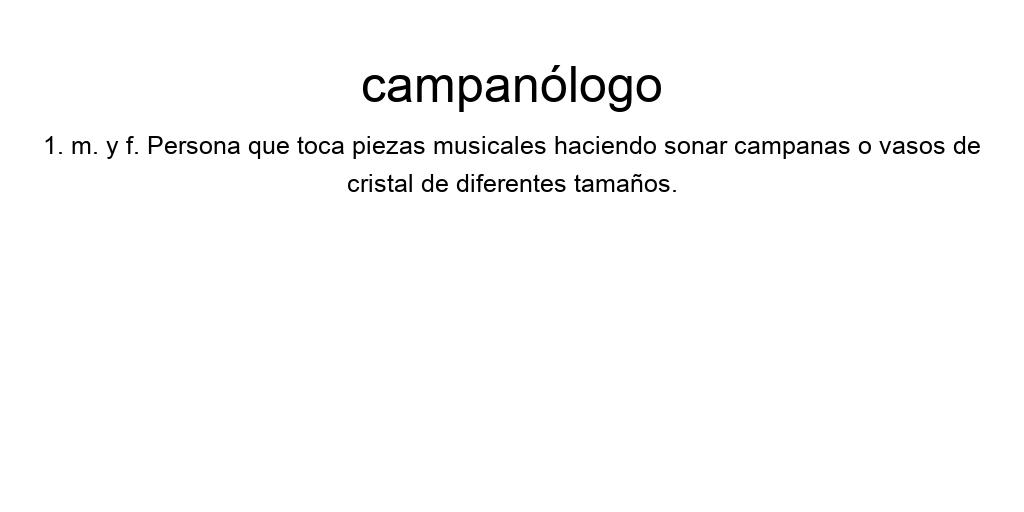 campanólogo
1. m. y f. Persona que toca piezas musicales haciendo sonar campanas o vasos de
cristal de diferentes tamaños.